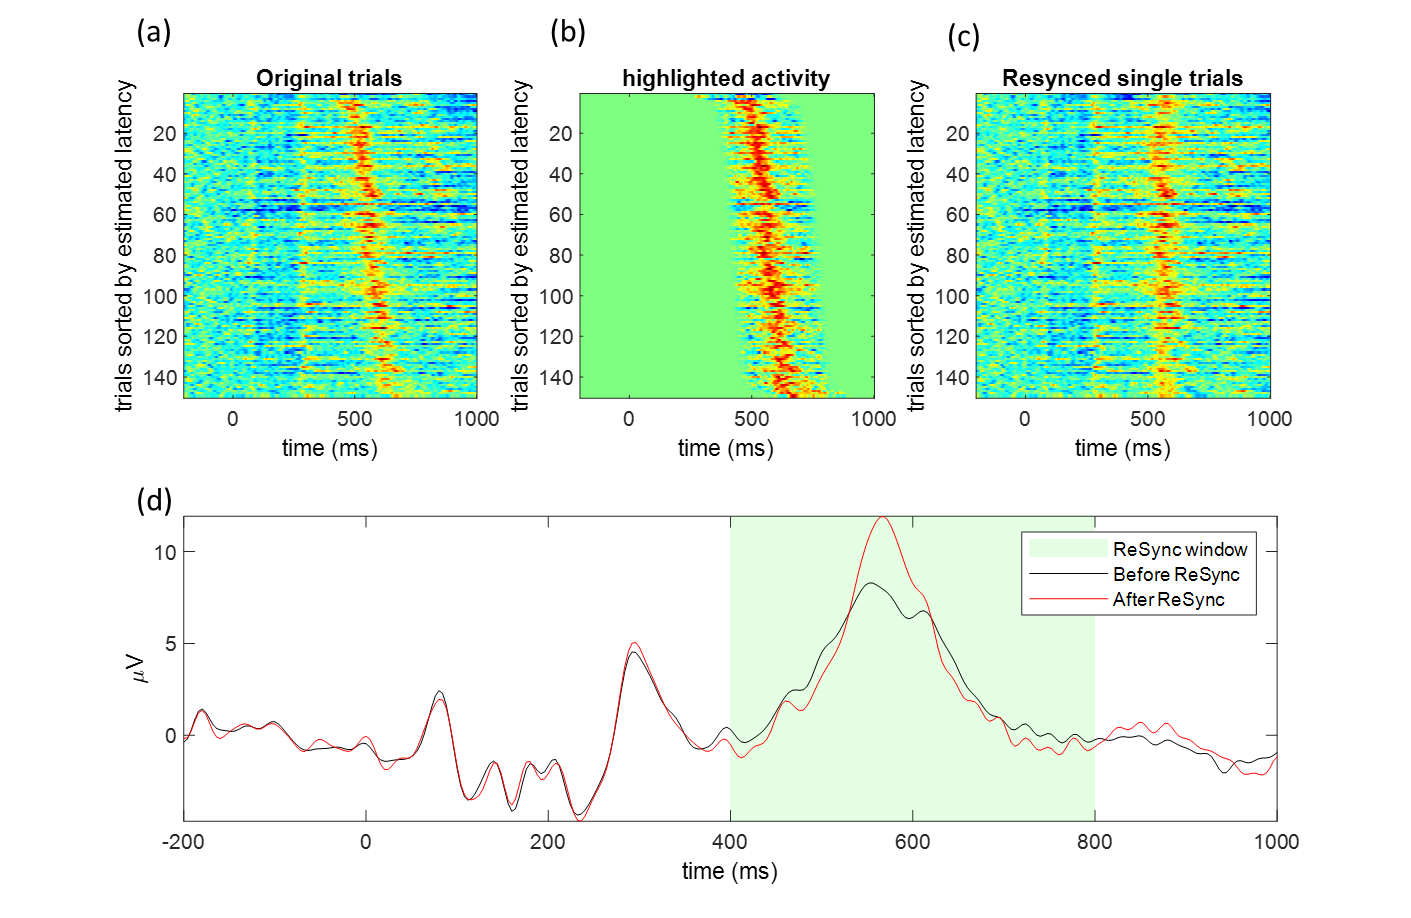 (a)
Original trials
trials sorted by estimated latency
20
40
60
80
100
120
140
0
500
1000
time (ms)
(b)
highlighted activity
trials sorted by estimated latency
20
40
60
80
100
120
140
0
500
1000
time (ms)
(c)
Resynced single trials
trials sorted by estimated latency
20
40
60
80
100
120
140
0
500
1000
time (ms)
(d)
μV
10
5
0
-200
0
200
400
600
800
1000
time (ms)
ReSync window
Before ReSync
After ReSync